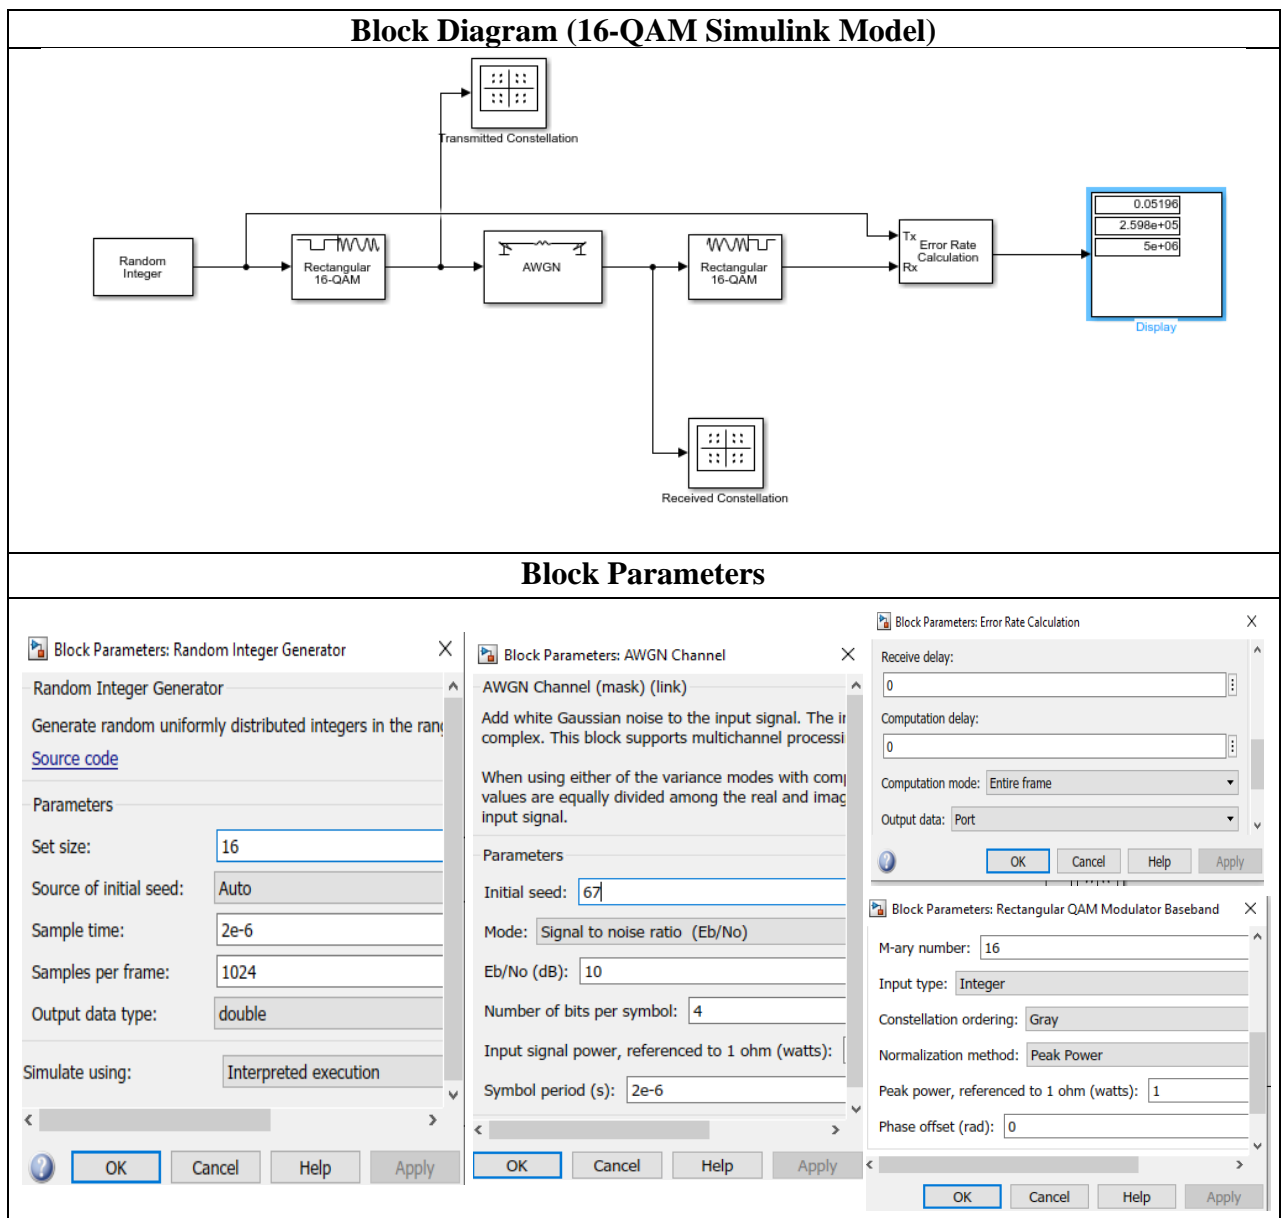 Block Diagram (16-QAM Simulink Model)
Transmitted Constellation
Random
Integer
Rectangular
16-QAM
AWGN
Rectangular
16-QAM
Tx
Rx
Error Rate
Calculation
0.05196
2.598e+05
5e+06
Display
Received Constellation
Block Parameters
Block Parameters: Random Integer Generator
Random Integer Generator
Generate random uniformly distributed integers in the rang
Source code
Parameters
Set size: 16
Source of initial seed: Auto
Sample time: 2e-6
Samples per frame: 1024
Output data type: double
Simulate using: Interpreted execution
OK Cancel Help Apply
Block Parameters: AWGN Channel
AWGN Channel (mask) (link)
Add white Gaussian noise to the input signal. The in
complex. This block supports multichannel processi
When using either of the variance modes with comp
values are equally divided among the real and imag
input signal.
Parameters
Initial seed: 67
Mode: Signal to noise ratio (Eb/No)
Eb/No (dB): 10
Number of bits per symbol: 4
Input signal power, referenced to 1 ohm (watts):
Symbol period (s): 2e-6
OK Cancel Help Apply
Block Parameters: Error Rate Calculation
Receive delay:
0
Computation delay:
0
Computation mode: Entire frame
Output data: Port
OK Cancel Help Apply
Block Parameters: Rectangular QAM Modulator Baseband
M-ary number: 16
Input type: Integer
Constellation ordering: Gray
Normalization method: Peak Power
Peak power, referenced to 1 ohm (watts): 1
Phase offset (rad): 0
OK Cancel Help Apply